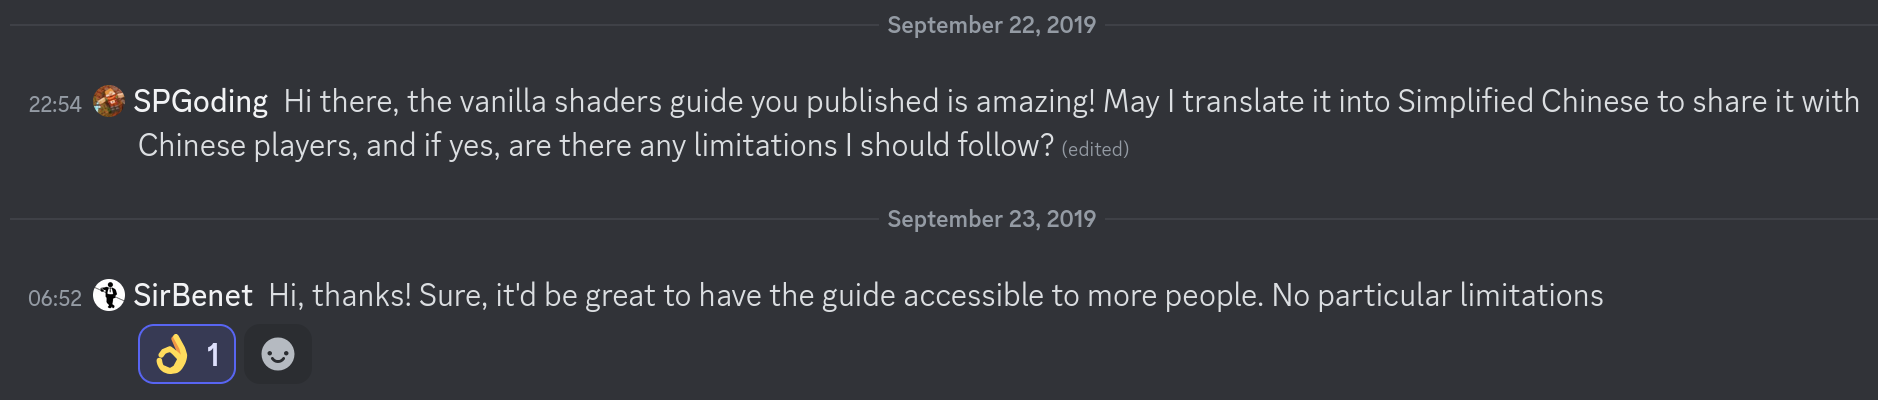 September 22, 2019
22:54 SPGoding Hi there, the vanilla shaders guide you published is amazing! May I translate it into Simplified Chinese to share it with
Chinese players, and if yes, are there any limitations I should follow? (edited)
September 23, 2019
06:52 SirBenet Hi, thanks! Sure, it'd be great to have the guide accessible to more people. No particular limitations
👌 1